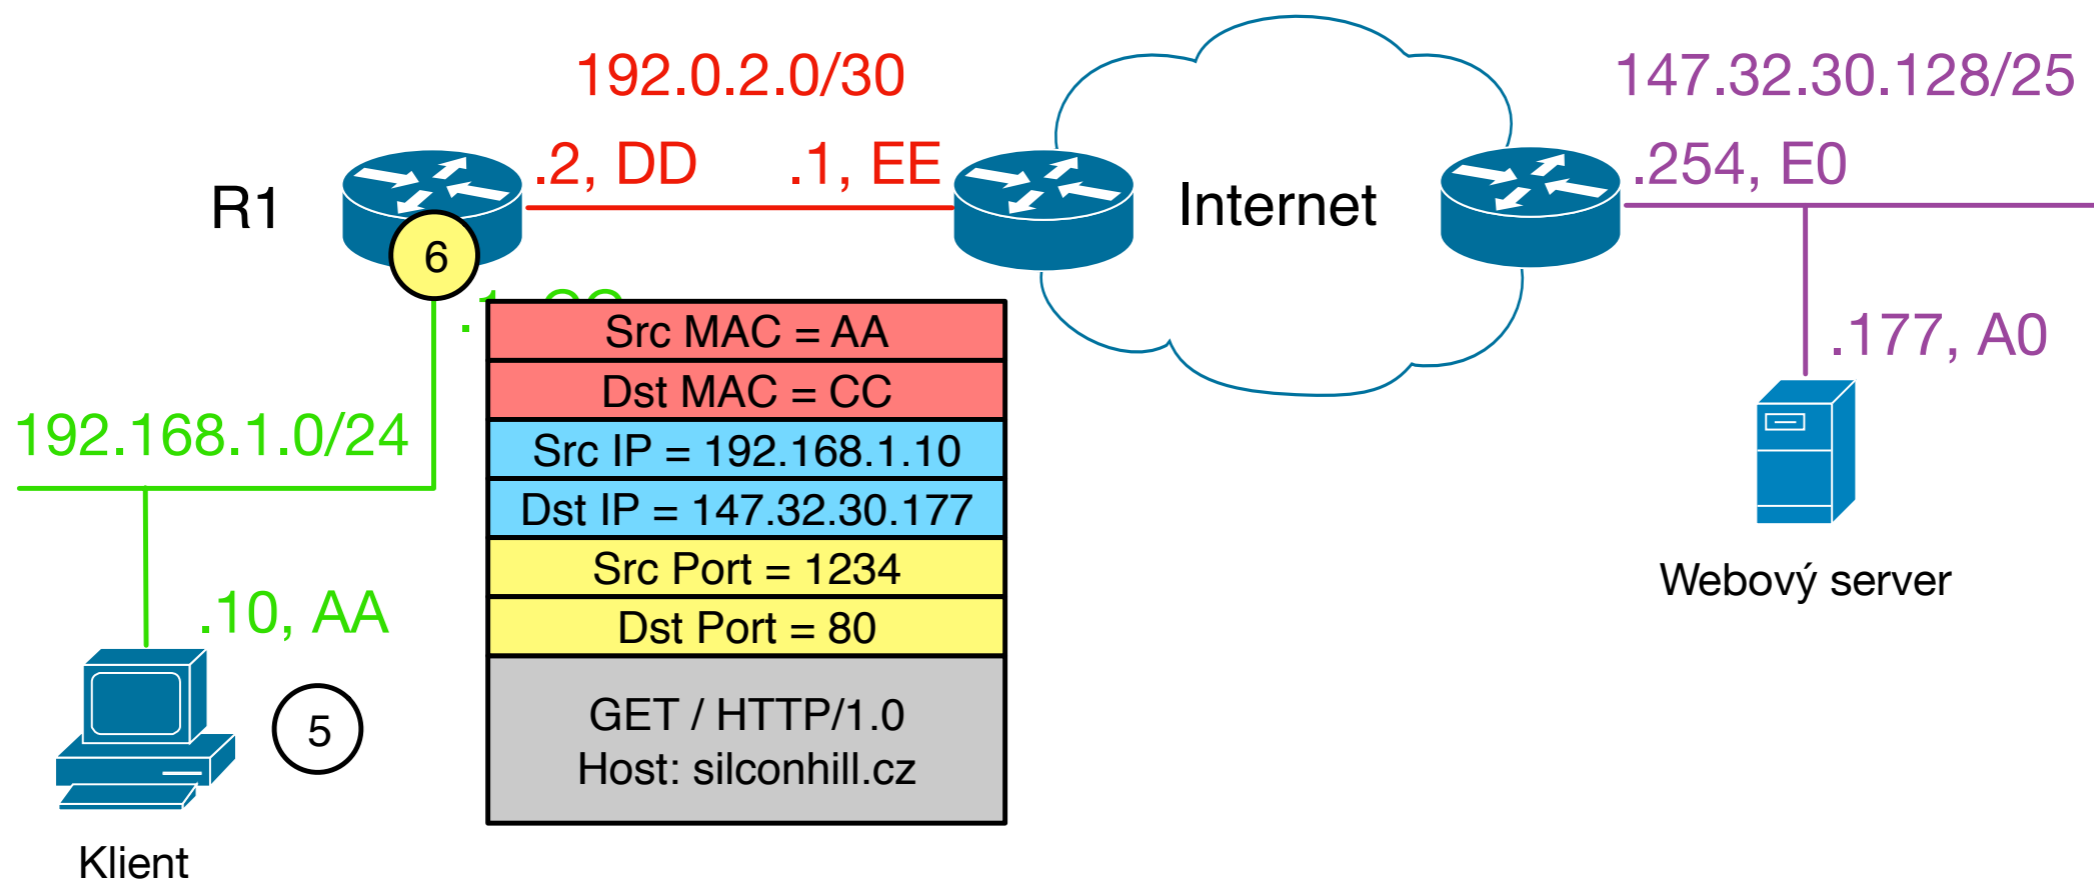 192.0.2.0/30
147.32.30.128/25
.2, DD
.1, EE
.254, E0
R1
Internet
6
Src MAC = AA
.177, A0
Dst MAC = CC
192.168.1.0/24
Src IP = 192.168.1.10
Dst IP = 147.32.30.177
Src Port = 1234
Webový server
.10, AA
Dst Port = 80
5
GET / HTTP/1.0
Host: silconhill.cz
Klient